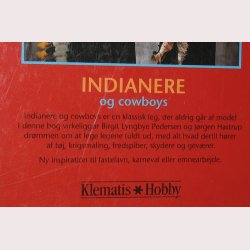 INDIANERE
og cowboys
Indianere og cowboys er en klassisk leg, der aldrig går af mode!
I denne bog virkeliggør Birgit Lyngbye Pedersen og Jørgen Hastrup
drømmen om at lege legene fuldt ud, med alt hvad dertil hører
af tøj, krigsmaling, fredspiber, skydere og geværer.
Ny inspiration til fastelavn, karneval eller emnearbejde.
Klematis Hobby